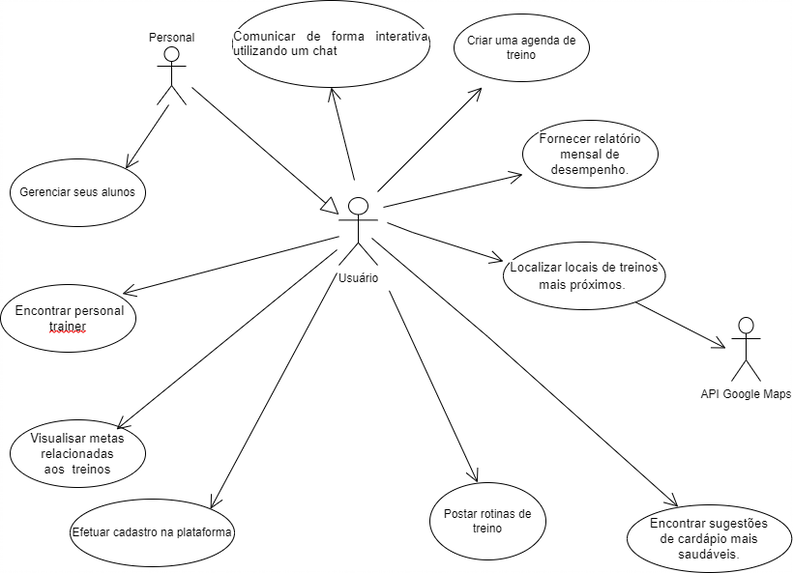 Personal
Comunicar de forma interativa
utilizando um chat
Criar uma agenda de
treino
Fornecer relatório
mensal de
desempenho.
Gerenciar seus alunos
Usuário
Localizar locais de treinos
mais próximos.
Encontrar personal
trainer
API Google Maps
Visualisar metas
relacionadas
aos treinos
Efetuar cadastro na plataforma
Postar rotinas de
treino
Encontrar sugestões
de cardápio mais
saudáveis.